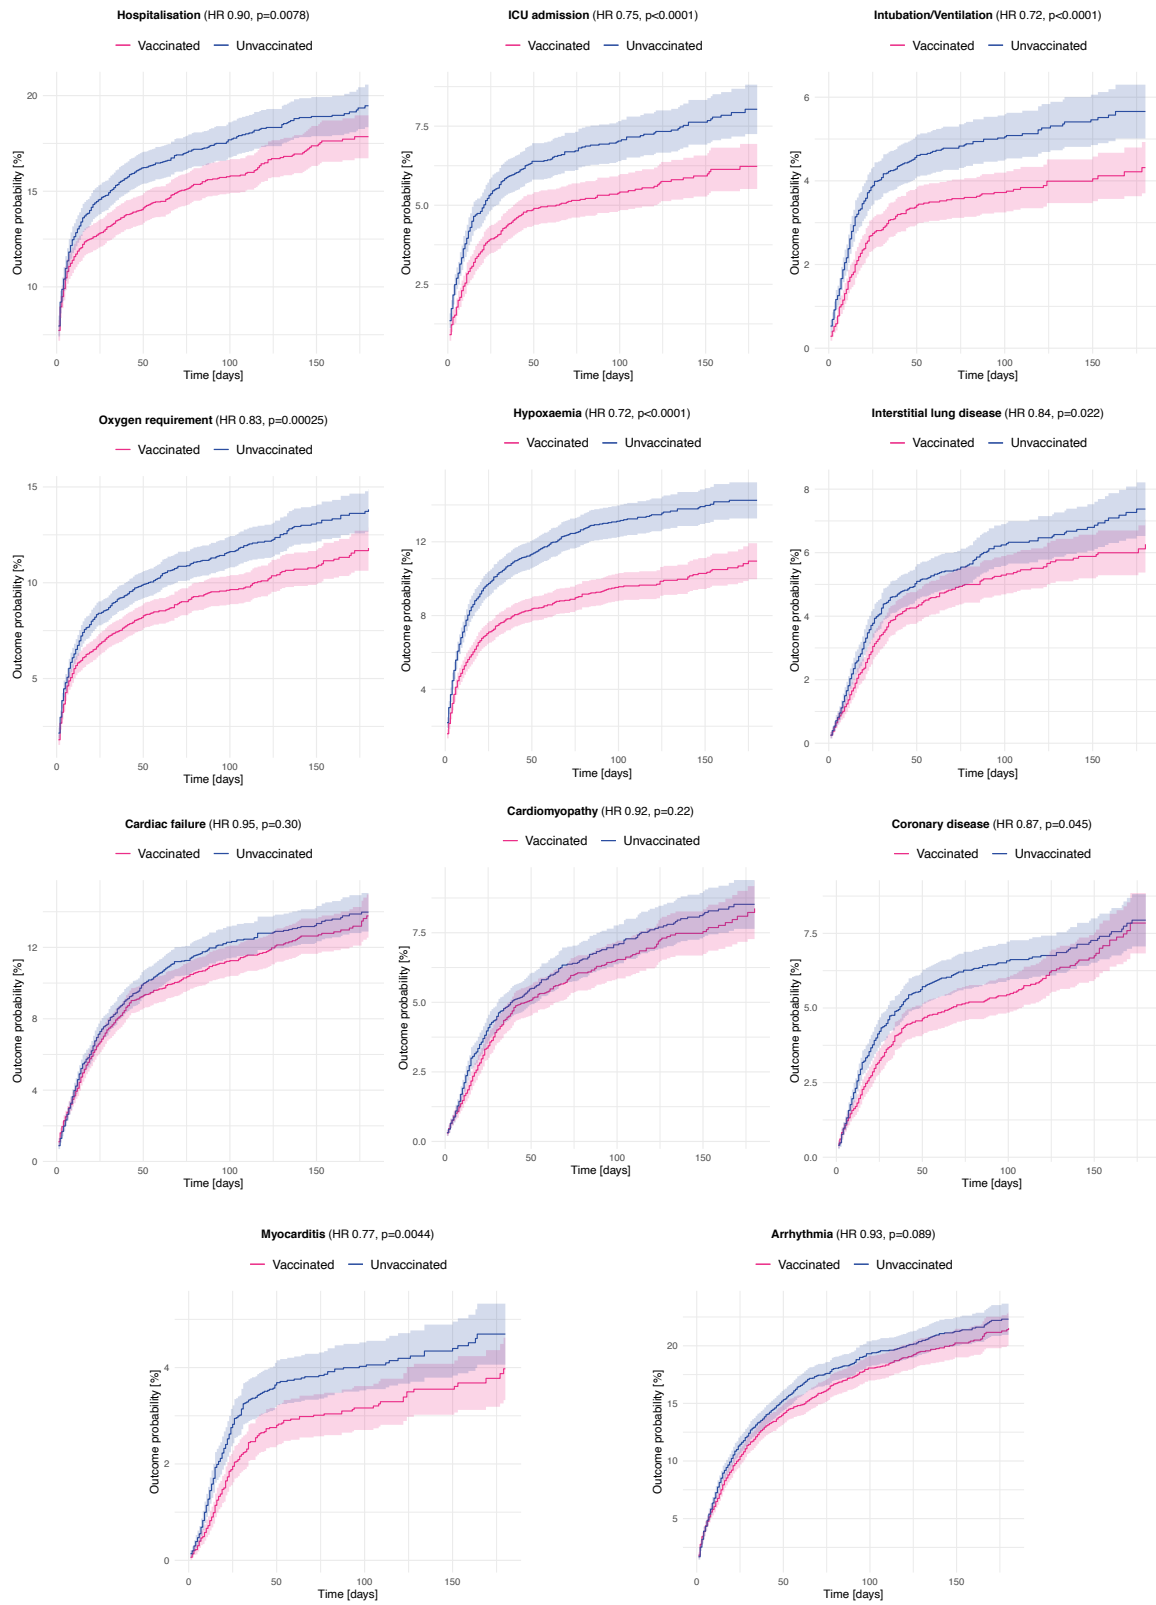 Hospitalisation (HR 0.90, p=0.0078)
Vaccinated Unvaccinated
Outcome probability [%]
20
15
10
0 50 100 150
Time [days]
ICU admission (HR 0.75, p<0.0001)
Vaccinated Unvaccinated
Outcome probability [%]
7.5
5.0
2.5
0 50 100 150
Time [days]
Intubation/Ventilation (HR 0.72, p<0.0001)
Vaccinated Unvaccinated
Outcome probability [%]
6
4
2
0
0 50 100 150
Time [days]
Oxygen requirement (HR 0.83, p=0.00025)
Vaccinated Unvaccinated
Outcome probability [%]
15
10
5
0 50 100 150
Time [days]
Hypoxaemia (HR 0.72, p<0.0001)
Vaccinated Unvaccinated
Outcome probability [%]
12
8
4
0 50 100 150
Time [days]
Interstitial lung disease (HR 0.84, p=0.022)
Vaccinated Unvaccinated
Outcome probability [%]
8
6
4
2
0
0 50 100 150
Time [days]
Cardiac failure (HR 0.95, p=0.30)
Vaccinated Unvaccinated
Outcome probability [%]
12
8
4
0
0 50 100 150
Time [days]
Cardiomyopathy (HR 0.92, p=0.22)
Vaccinated Unvaccinated
Outcome probability [%]
7.5
5.0
2.5
0.0
0 50 100 150
Time [days]
Coronary disease (HR 0.87, p=0.045)
Vaccinated Unvaccinated
Outcome probability [%]
7.5
5.0
2.5
0.0
0 50 100 150
Time [days]
Myocarditis (HR 0.77, p=0.0044)
Vaccinated Unvaccinated
Outcome probability [%]
4
2
0
0 50 100 150
Time [days]
Arrhythmia (HR 0.93, p=0.089)
Vaccinated Unvaccinated
Outcome probability [%]
20
15
10
5
0 50 100 150
Time [days]